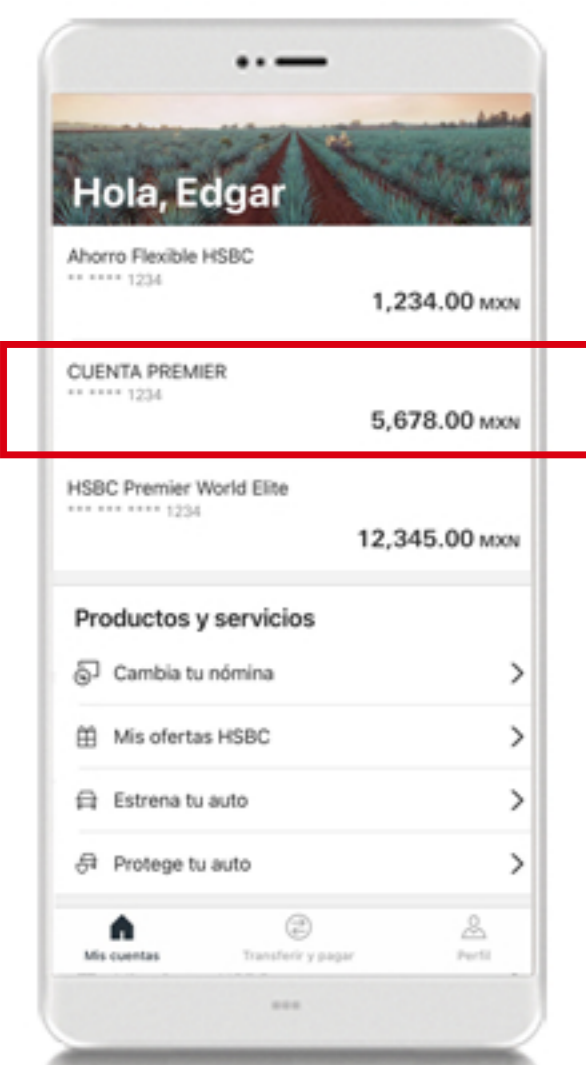 Hola, Edgar
Ahorro Flexible HSBC
** **** 1234
1,234.00 MXN
CUENTA PREMIER
** **** 1234
5,678.00 MXN
HSBC Premier World Elite
*** *** **** 1234
12,345.00 MXN
Productos y servicios
Cambia tu nómina
Mis ofertas HSBC
Estrena tu auto
Protege tu auto
Mis cuentas
Transferir y pagar
Perfil